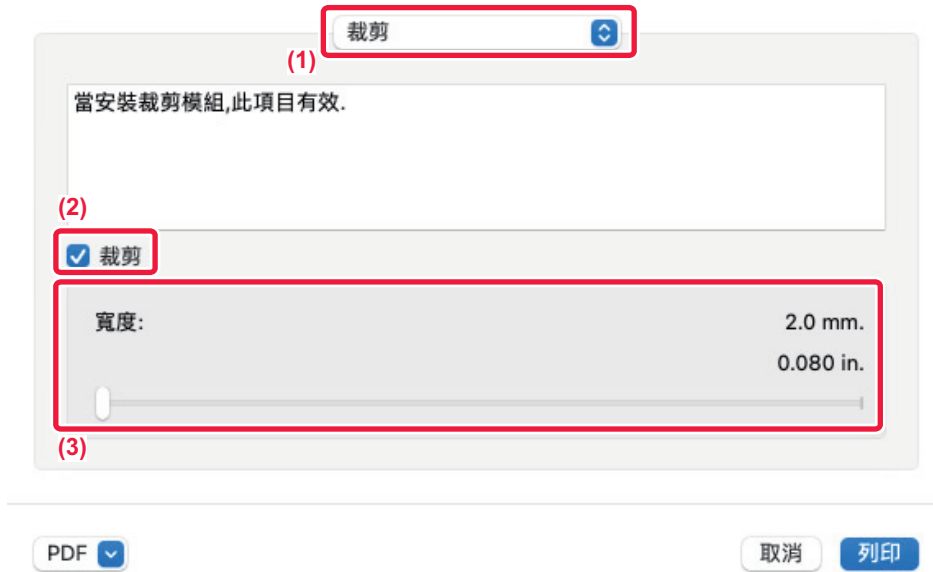 裁剪
(1)
當安裝裁剪模組,此項目有效.
(2)
裁剪
寬度:
2.0 mm.
0.080 in.
(3)
PDF
取消
列印